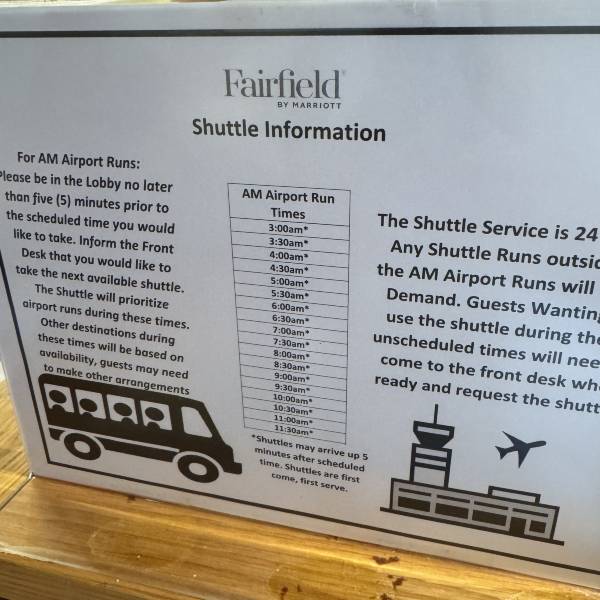 Fairfield
BY MARRIOTT
Shuttle Information
For AM Airport Runs:
Please be in the Lobby no later
than five (5) minutes prior to
the scheduled time you would
like to take. Inform the Front
Desk that you would like to
take the next available shuttle.
The Shuttle will prioritize
airport runs during these times.
Other destinations during
these times will be based on
availability, guests may need
to make other arrangements
AM Airport Run
Times
3:00am*
3:30am*
4:00am*
4:30am*
5:00am*
5:30am*
6:00am*
6:30am*
7:00am*
7:30am*
8:00am*
8:30am*
9:00am*
9:30am*
10:00am*
10:30am*
11:00am*
11:30am*
*Shuttles may arrive up 5
minutes after scheduled
time. Shuttles are first
come, first serve.
The Shuttle Service is 24
Any Shuttle Runs
the AM Airport Runs will
Demand. Guests
use the shuttle during
unscheduled times will
come to the front desk
ready and request the